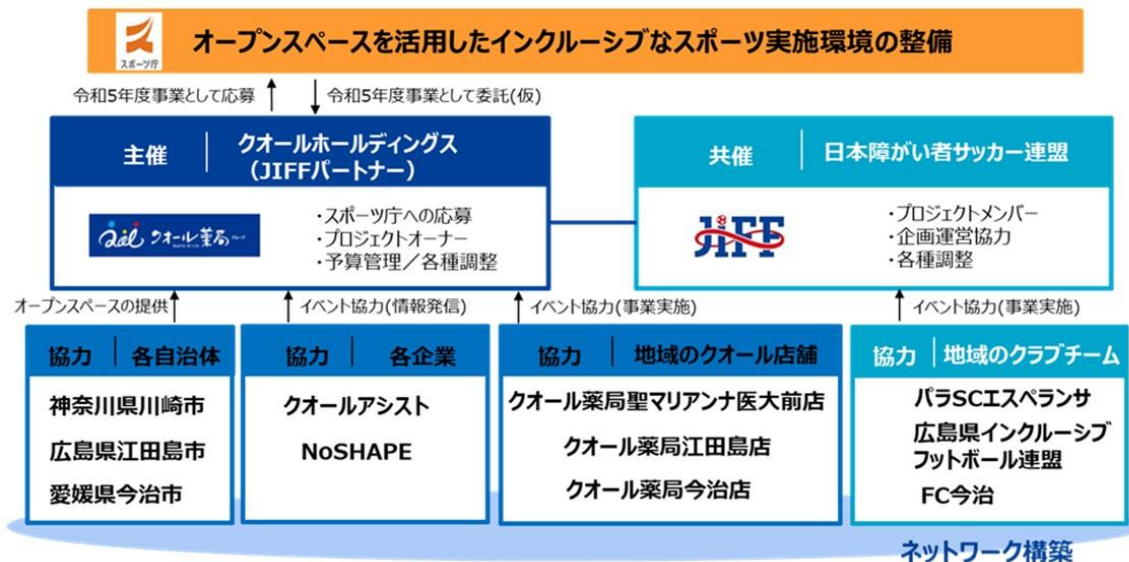 スポーツ庁
オープンスペースを活用したインクルーシブなスポーツ実施環境の整備
令和5年度事業として応募
令和5年度事業として委託(仮)
主催
クオールホールディングス
(JIFFパートナー)
クオール薬局グループ
・スポーツ庁への応募
・プロジェクトオーナー
・予算管理／各種調整
共催
日本障がい者サッカー連盟
JIFF
・プロジェクトメンバー
・企画運営協力
・各種調整
オープンスペースの提供
イベント協力(情報発信)
イベント協力(事業実施)
イベント協力(事業実施)
協力
各自治体
神奈川県川崎市
広島県江田島市
愛媛県今治市
協力
各企業
クオールアシスト
NoSHAPE
協力
地域のクオール店舗
クオール薬局聖マリアンナ医大前店
クオール薬局江田島店
クオール薬局今治店
協力
地域のクラブチーム
パラSCエスペランサ
広島県インクルーシブ
フットボール連盟
FC今治
ネットワーク構築